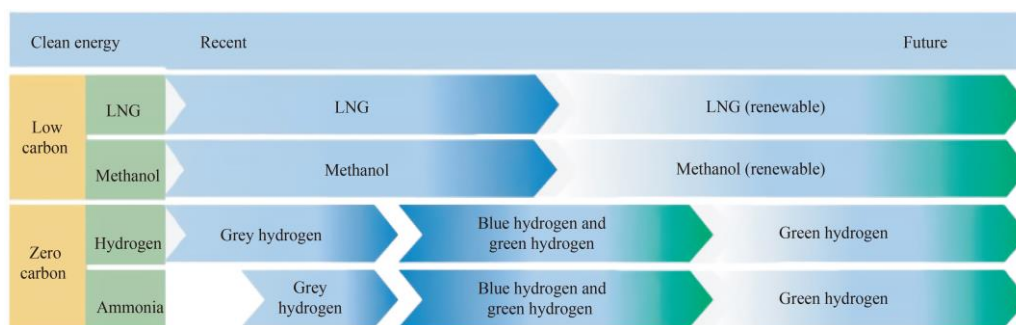 Clean energy
Recent
Future
Low
carbon
LNG
LNG
LNG (renewable)
Methanol
Methanol
Methanol (renewable)
Zero
carbon
Hydrogen
Grey hydrogen
Blue hydrogen and
green hydrogen
Green hydrogen
Ammonia
Grey
hydrogen
Blue hydrogen and
green hydrogen
Green hydrogen